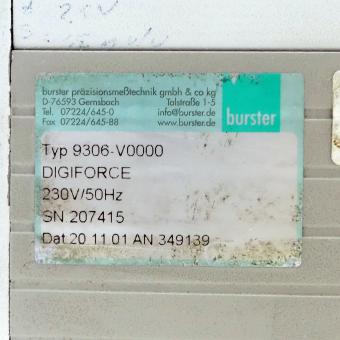 burster präzisionsmeßtechnik gmbh & co kg
D-76593 Gernsbach Talstraße 1-5
Tel. 07224/645-0 info@burster.de
Fax 07224/645-88 www.burster.de
burster
Typ 9306-V0000
DIGIFORCE
230V/50Hz
SN 207415
Dat 20 11 01 AN 349139